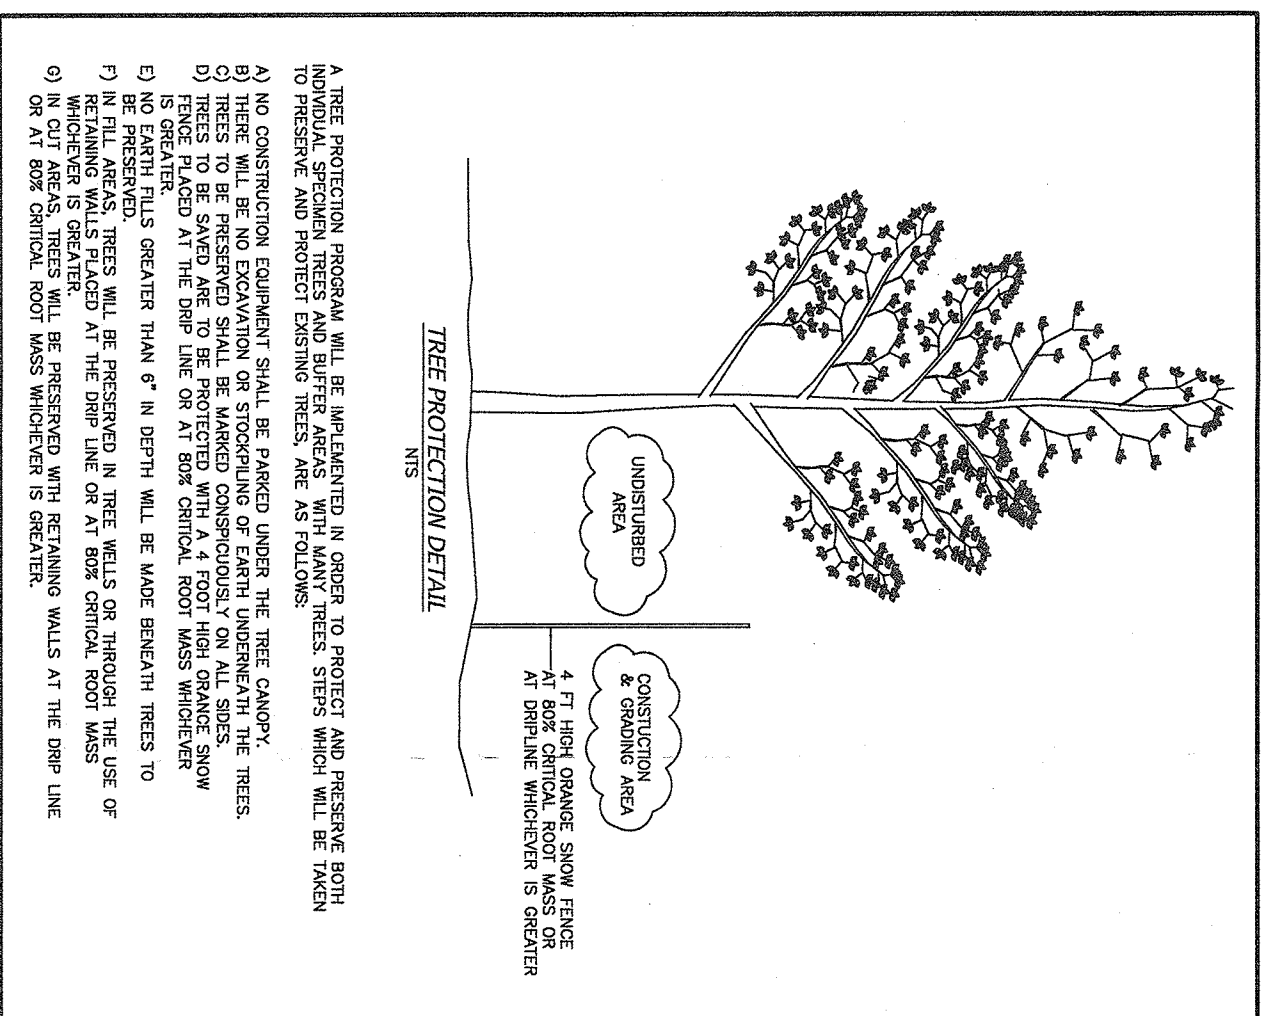 UNDISTURBED
AREA
CONSTUCTION
& GRADING AREA
4 FT HIGH ORANGE SNOW FENCE
AT 80% CRITICAL ROOT MASS OR
AT DRIPLINE WHICHEVER IS GREATER
TREE PROTECTION DETAIL
NTS
A TREE PROTECTION PROGRAM WILL BE IMPLEMENTED IN ORDER TO PROTECT AND PRESERVE BOTH
INDIVIDUAL SPECIMEN TREES AND BUFFER AREAS WITH MANY TREES. STEPS WHICH WILL BE TAKEN
TO PRESERVE AND PROTECT EXISTING TREES, ARE AS FOLLOWS:
A) NO CONSTRUCTION EQUIPMENT SHALL BE PARKED UNDER THE TREE CANOPY.
B) THERE WILL BE NO EXCAVATION OR STOCKPILING OF EARTH UNDERNEATH THE TREES.
C) TREES TO BE PRESERVED SHALL BE MARKED CONSPICUOUSLY ON ALL SIDES.
D) TREES TO BE SAVED ARE TO BE PROTECTED WITH A 4 FOOT HIGH ORANGE SNOW
FENCE PLACED AT THE DRIP LINE OR AT 80% CRITICAL ROOT MASS WHICHEVER
IS GREATER.
E) NO EARTH FILLS GREATER THAN 6" IN DEPTH WILL BE MADE BENEATH TREES TO
BE PRESERVED.
F) IN FILL AREAS, TREES WILL BE PRESERVED IN TREE WELLS OR THROUGH THE USE OF
RETAINING WALLS PLACED AT THE DRIP LINE OR AT 80% CRITICAL ROOT MASS
WHICHEVER IS GREATER.
G) IN CUT AREAS, TREES WILL BE PRESERVED WITH RETAINING WALLS AT THE DRIP LINE
OR AT 80% CRITICAL ROOT MASS WHICHEVER IS GREATER.